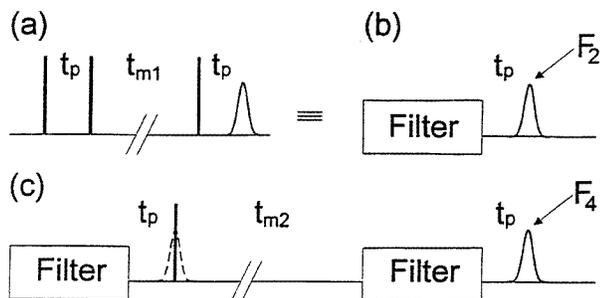 (a)
tp tm1 tp
≡
(b)
tp F2
Filter
(c)
tp tm2 tp F4
Filter Filter